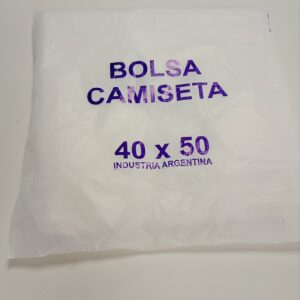 BOLSA
CAMISETA
40 x 50
INDUSTRIA ARGENTINA